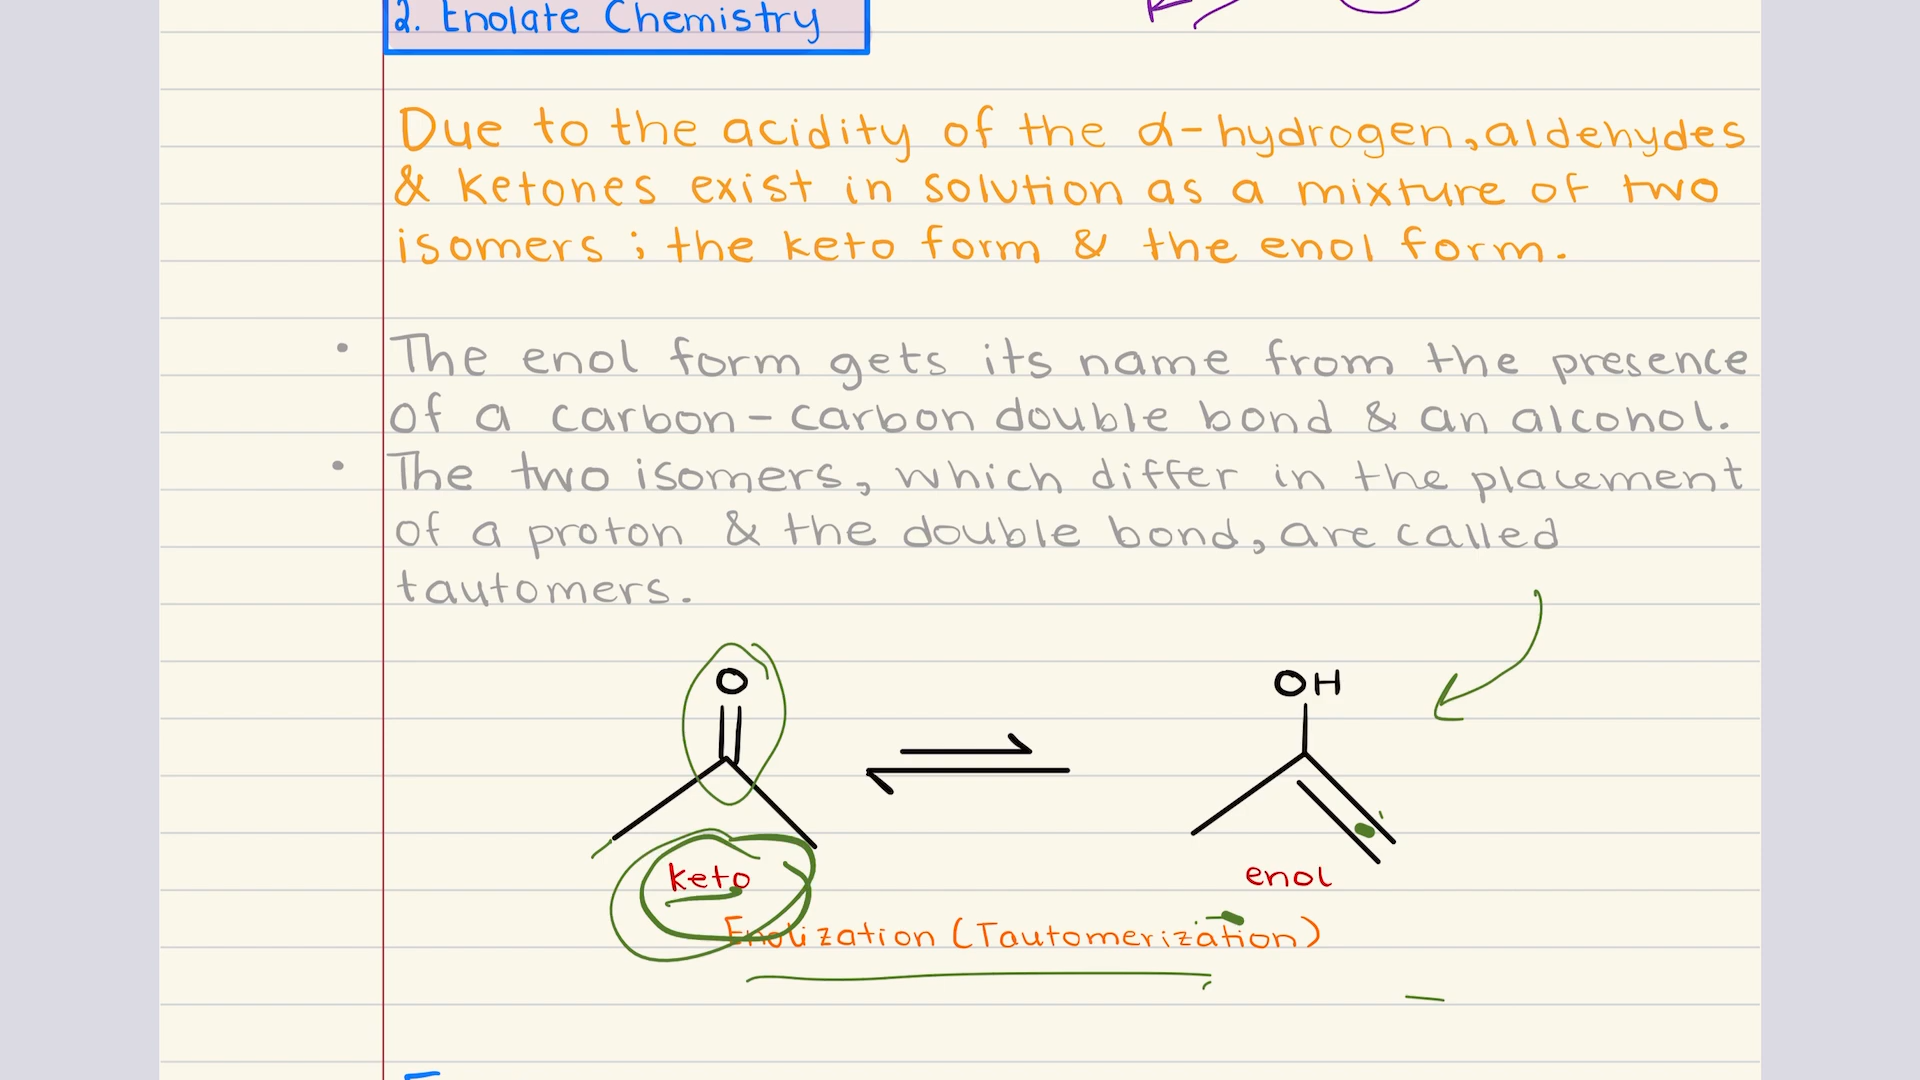 2. Enolate Chemistry
Due to the acidity of the α-hydrogen, aldehydes
& ketones exist in solution as a mixture of two
isomers ; the keto form & the enol form.
• The enol form gets its name from the presence
of a carbon-carbon double bond & an alcohol.
• The two isomers, which differ in the placement
of a proton & the double bond, are called
tautomers.
O
OH
keto
enol
Enolization (Tautomerization)